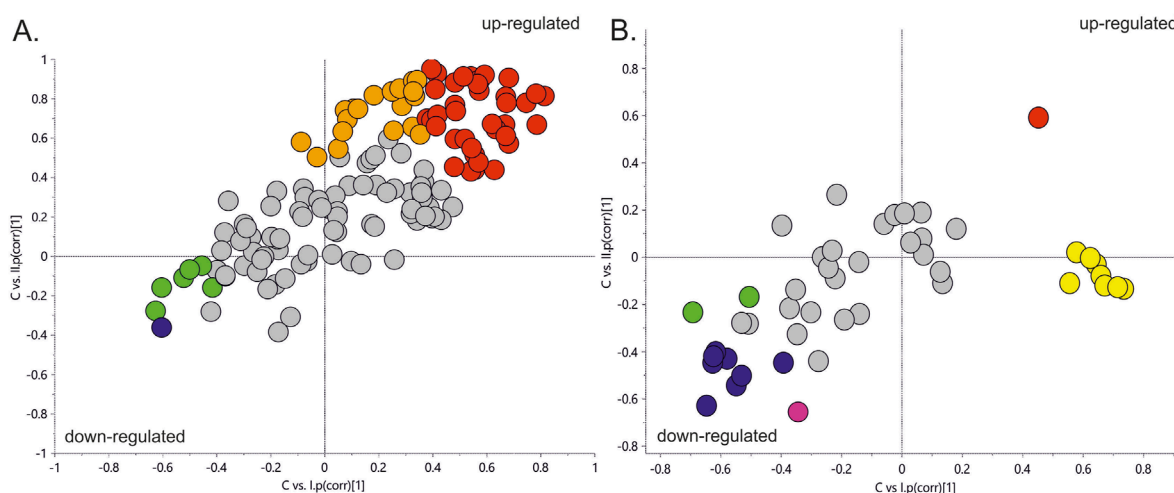 A.
up-regulated
1
0.8
0.6
0.4
0.2
0
-0.2
-0.4
-0.6
-0.8
-1
C vs. II.p(corr)[1]
down-regulated
-1 -0.8 -0.6 -0.4 -0.2 0 0.2 0.4 0.6 0.8 1
C vs. I.p(corr)[1]
B.
up-regulated
0.8
0.6
0.4
0.2
0
-0.2
-0.4
-0.6
-0.8
C vs. II.p(corr)[1]
down-regulated
-0.8 -0.6 -0.4 -0.2 0 0.2 0.4 0.6 0.8
C vs I.p(corr)[1]